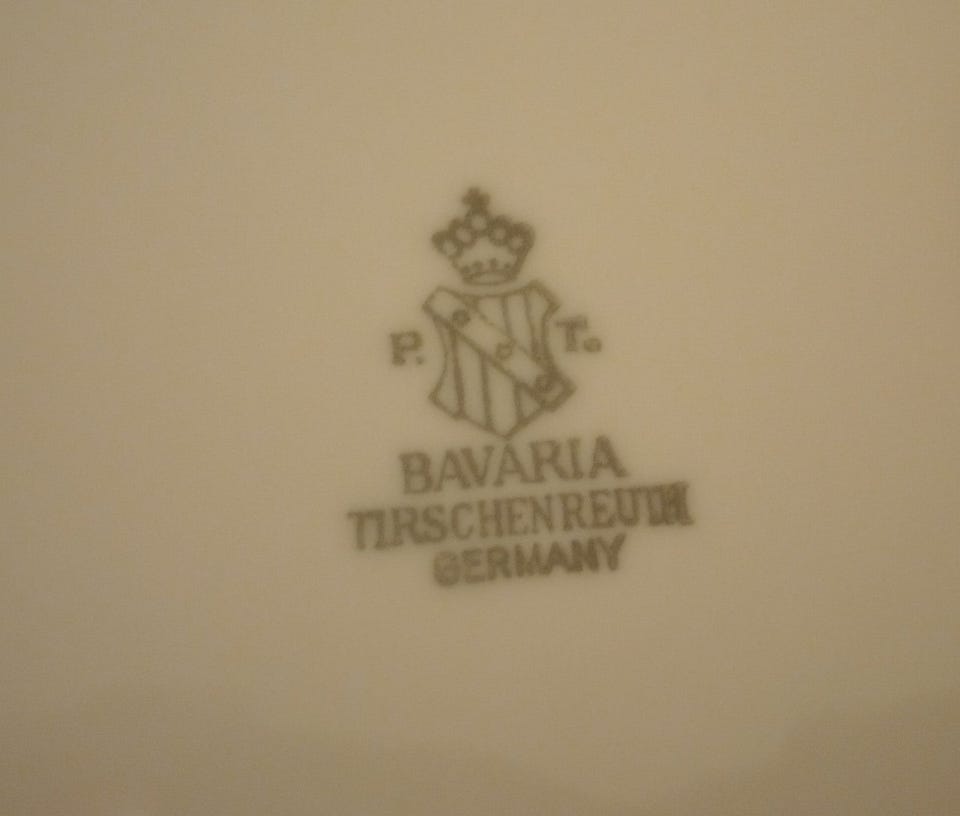 P. T.
BAVARIA
TIRSCHENREUTH
GERMANY